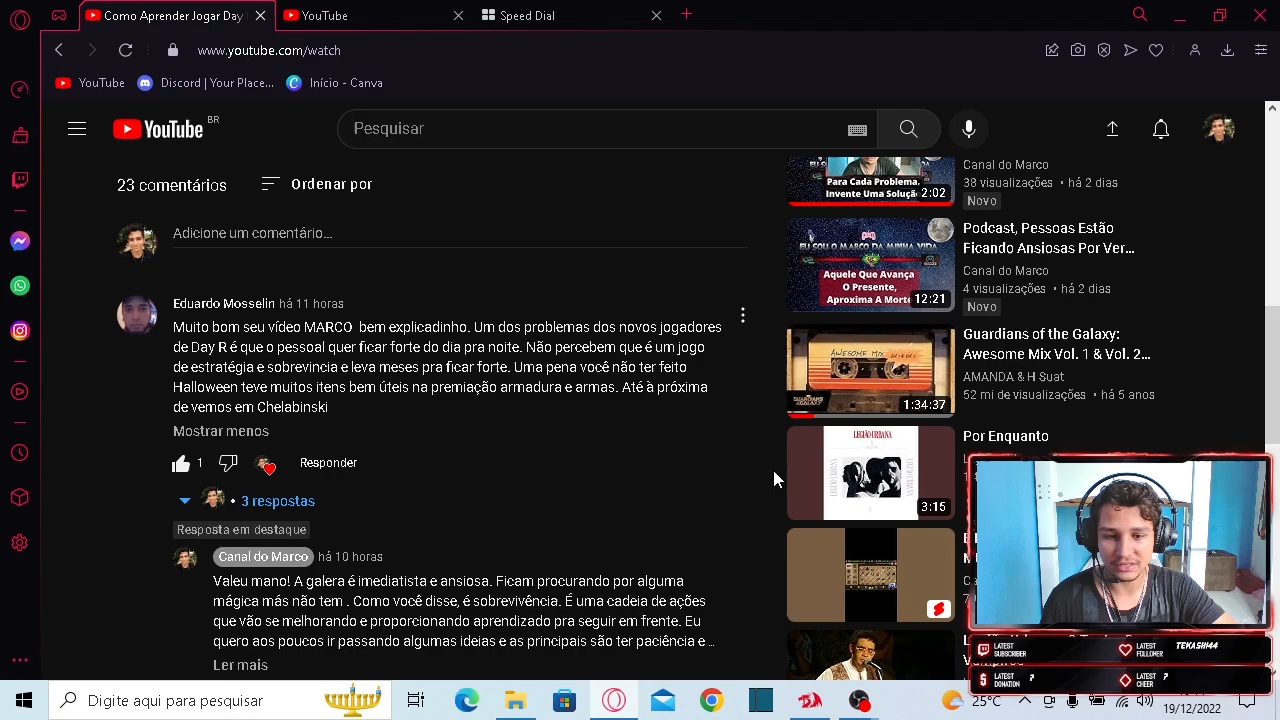 Como Aprender Jogar Day
YouTube
Speed Dial
www.youtube.com/watch
YouTube
Discord | Your Place...
Início - Canva
YouTube BR
Pesquisar
23 comentários
Ordenar por
Adicione um comentário...
Eduardo Mosselin há 11 horas
Muito bom seu vídeo MARCO bem explicadinho. Um dos problemas dos novos jogadores
de Day R é que o pessoal quer ficar forte do dia pra noite. Não percebem que é um jogo
de estratégia e sobrevincia e leva meses pra ficar forte. Uma pena você não ter feito
Halloween teve muitos itens bem úteis na premiação armadura e armas. Até à próxima
de vemos em Chelabinski
Mostrar menos
1
Responder
• 3 respostas
Resposta em destaque
Canal do Marco há 10 horas
Valeu mano! A galera é imediatista e ansiosa. Ficam procurando por alguma
mágica más não tem . Como você disse, é sobrevivência. É uma cadeia de ações
que vão se melhorando e proporcionando aprendizado pra seguir em frente. Eu
quero aos poucos ir passando algumas ideias e as principais são ter paciência e ...
Ler mais
Para Cada Problema,
Invente Uma Solução
2:02
Canal do Marco
38 visualizações • há 2 dias
Novo
EU SOU O MARCO DA MINHA VIDA
Aquele Que Avança
O Presente,
Aproxima A Morte
12:21
Podcast, Pessoas Estão
Ficando Ansiosas Por Ver...
Canal do Marco
4 visualizações • há 2 dias
Novo
AWESOME MIX
GUARDIANS
1:34:37
Guardians of the Galaxy:
Awesome Mix Vol. 1 & Vol. 2...
AMANDA & H Suat
52 mi de visualizações • há 5 anos
LEGIÃO URBANA
3:15
Por Enquanto
LATEST
SUBSCRIBER
LATEST
FOLLOWER
TEKASHI44
LATEST
DONATION
?
LATEST
CHEER
?
Digite aqui para pesquisar
25°C
19/12/2022